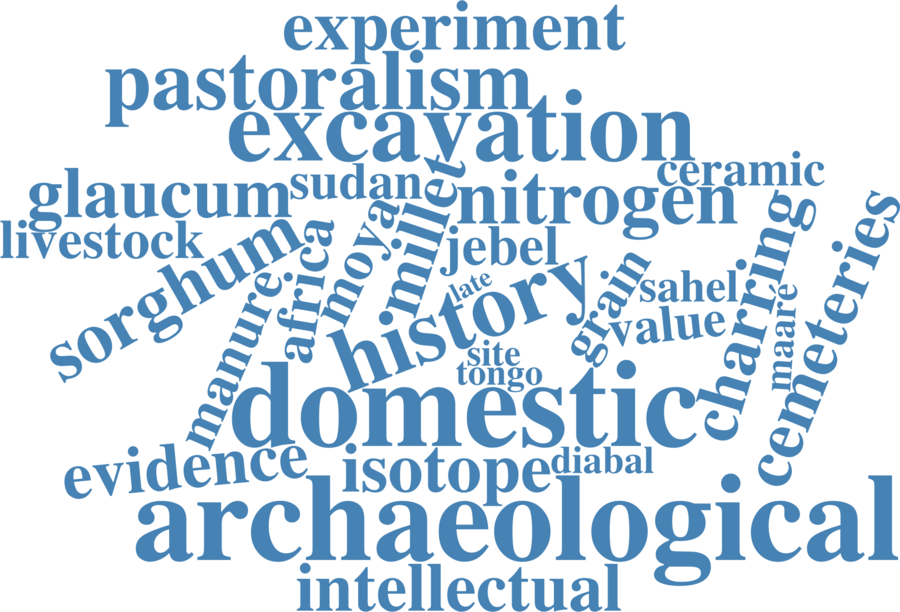 experiment
pastoralism
excavation
ceramic
glaucum
sudan
millet
nitrogen
livestock
sorghum
africa
moya
jebel
charring
cemeteries
manure
late
history
grain
sahel
value
maaré
site
tongo
domestic
evidence
isotope
diabal
archaeological
intellectual